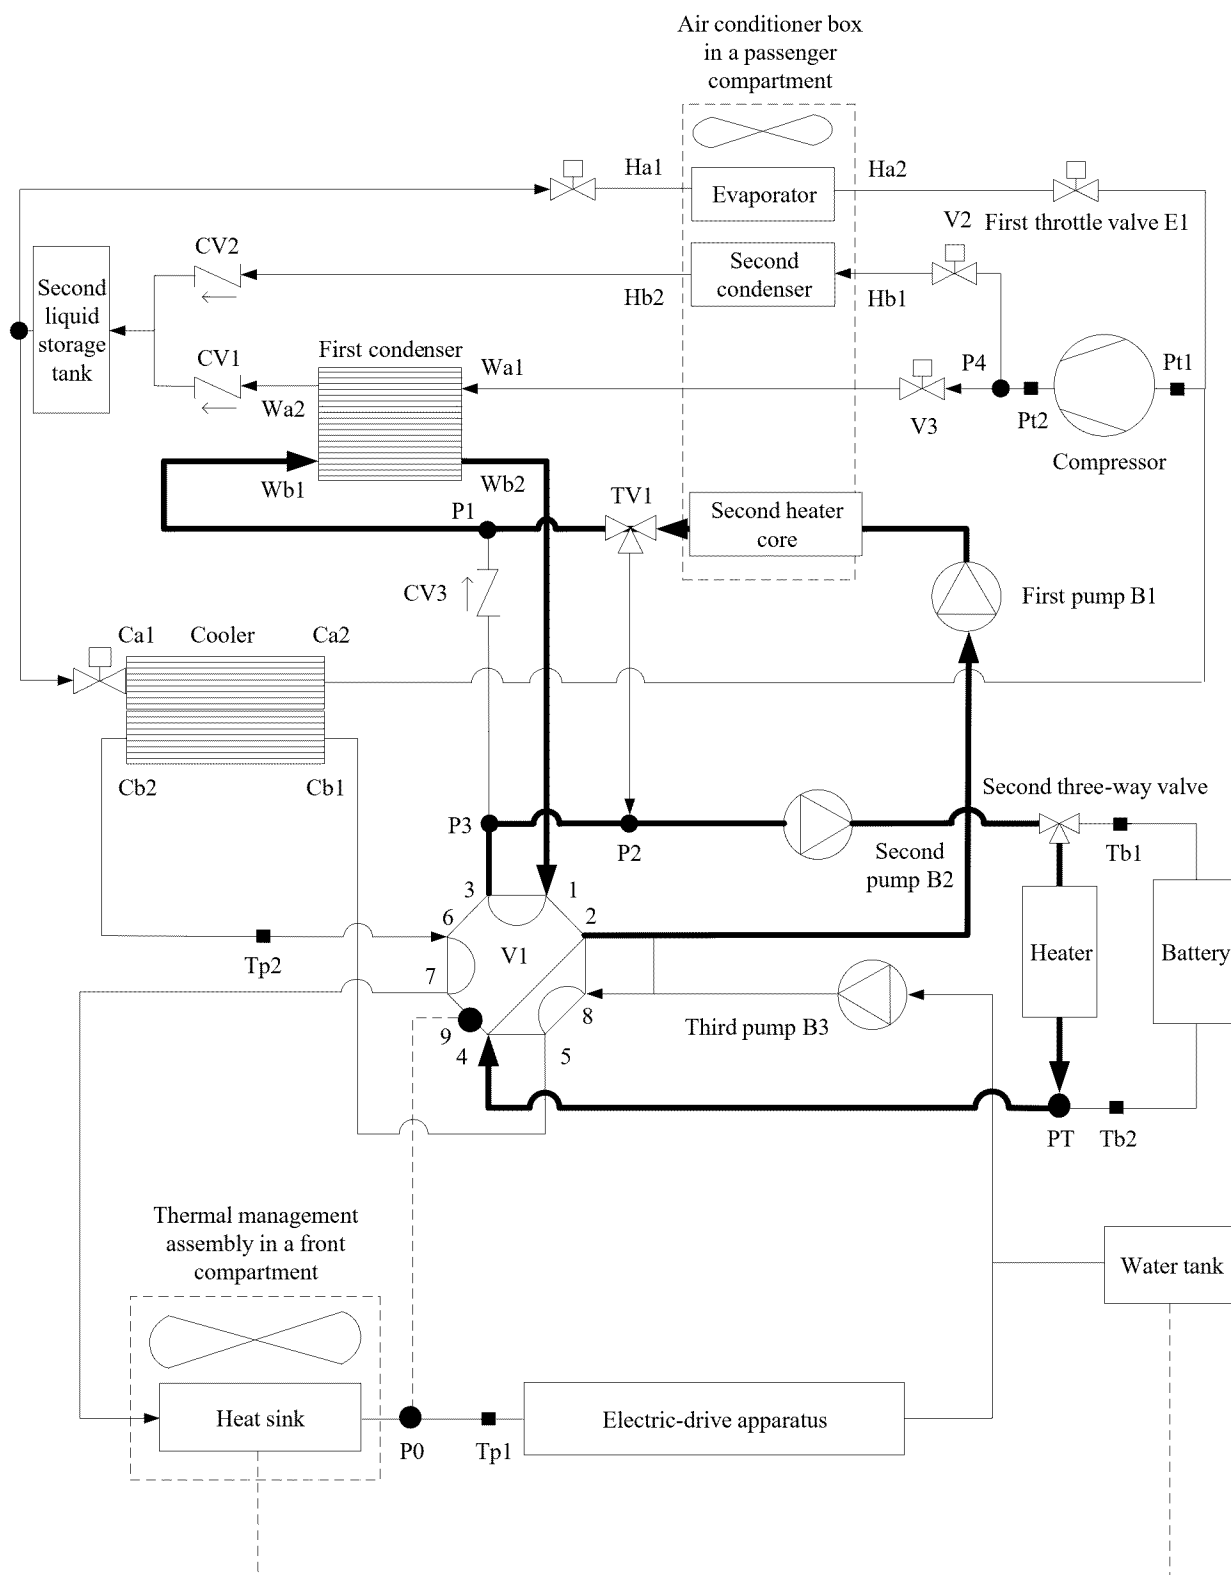 Air conditioner box
in a passenger
compartment
Ha1
Evaporator
Ha2
First throttle valve E1
V2
CV2
Second
condenser
Hb2
Hb1
Second
liquid
storage
tank
CV1
First condenser
Wa1
Wa2
P4
Pt1
V3
Pt2
Compressor
Wb1
Wb2
TV1
P1
Second heater
core
CV3
First pump B1
Ca1
Cooler
Ca2
Cb2
Cb1
Second three-way valve
P3
P2
Second
pump B2
Tb1
3
1
6
2
V1
Heater
Battery
Tp2
7
8
Third pump B3
9
4
5
PT
Tb2
Thermal management
assembly in a front
compartment
Water tank
Heat sink
Electric-drive apparatus
P0
Tp1